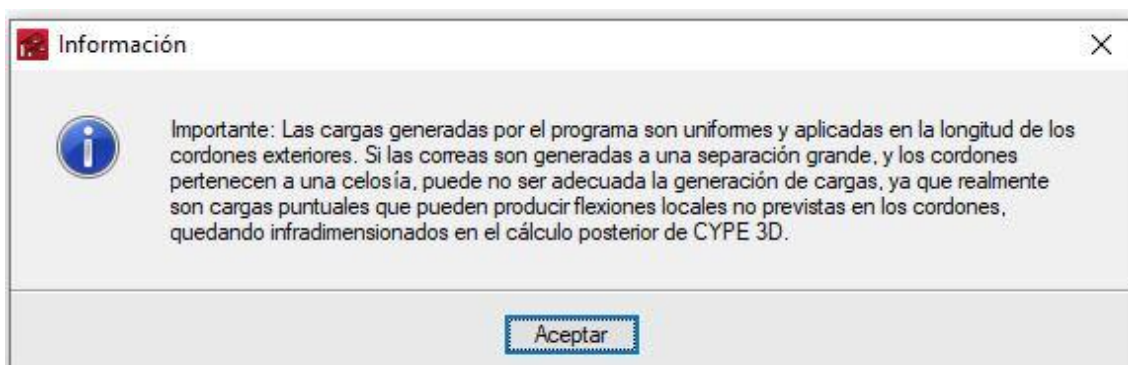 Información
Importante: Las cargas generadas por el programa son uniformes y aplicadas en la longitud de los
cordones exteriores. Si las correas son generadas a una separación grande, y los cordones
pertenecen a una celosía, puede no ser adecuada la generación de cargas, ya que realmente
son cargas puntuales que pueden producir flexiones locales no previstas en los cordones,
quedando infradimensionados en el cálculo posterior de CYPE 3D.
Aceptar